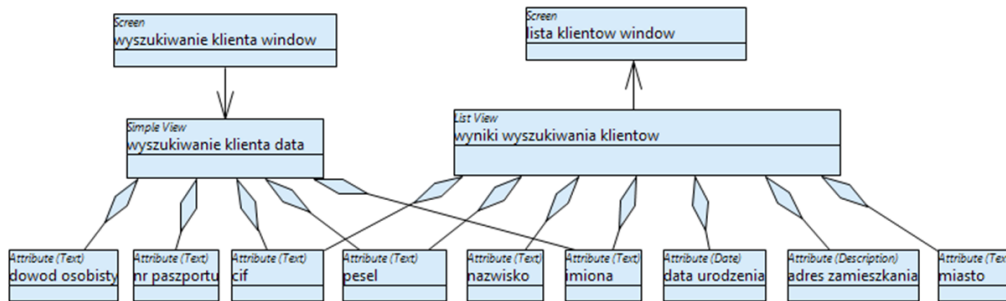 Screen
wyszukiwanie klienta window
Screen
lista klientow window
Simple View
wyszukiwanie klienta data
List View
wyniki wyszukiwania klientow
Attribute (Text)
dowod osobisty
Attribute (Text)
nr paszportu
Attribute (Text)
cif
Attribute (Text)
pesel
Attribute (Text)
nazwisko
Attribute (Text)
imiona
Attribute (Date)
data urodzenia
Attribute (Description)
adres zamieszkania
Attribute (Text
miasto